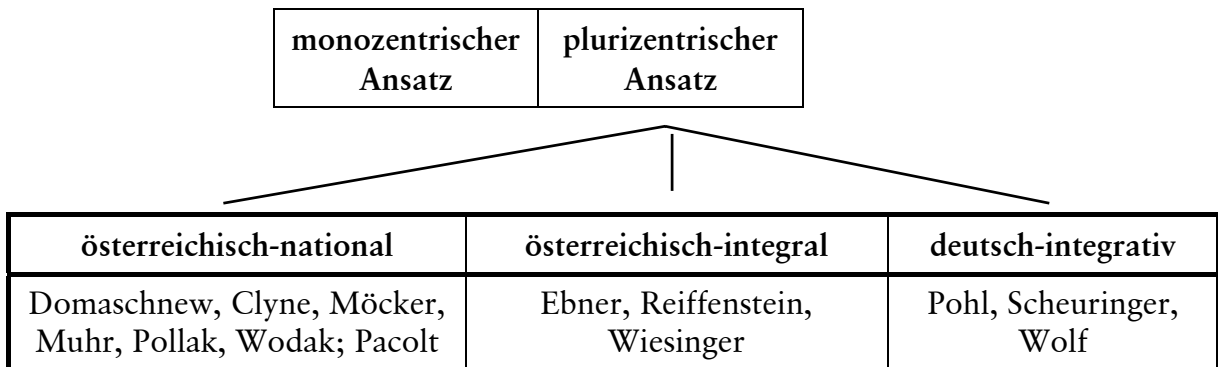 monozentrischer
Ansatz
plurizentrischer
Ansatz
österreichisch-national
österreichisch-integral
deutsch-integrativ
Domaschnew, Clyne, Möcker,
Muhr, Pollak, Wodak; Pacolt
Ebner, Reiffenstein,
Wiesinger
Pohl, Scheuringer,
Wolf